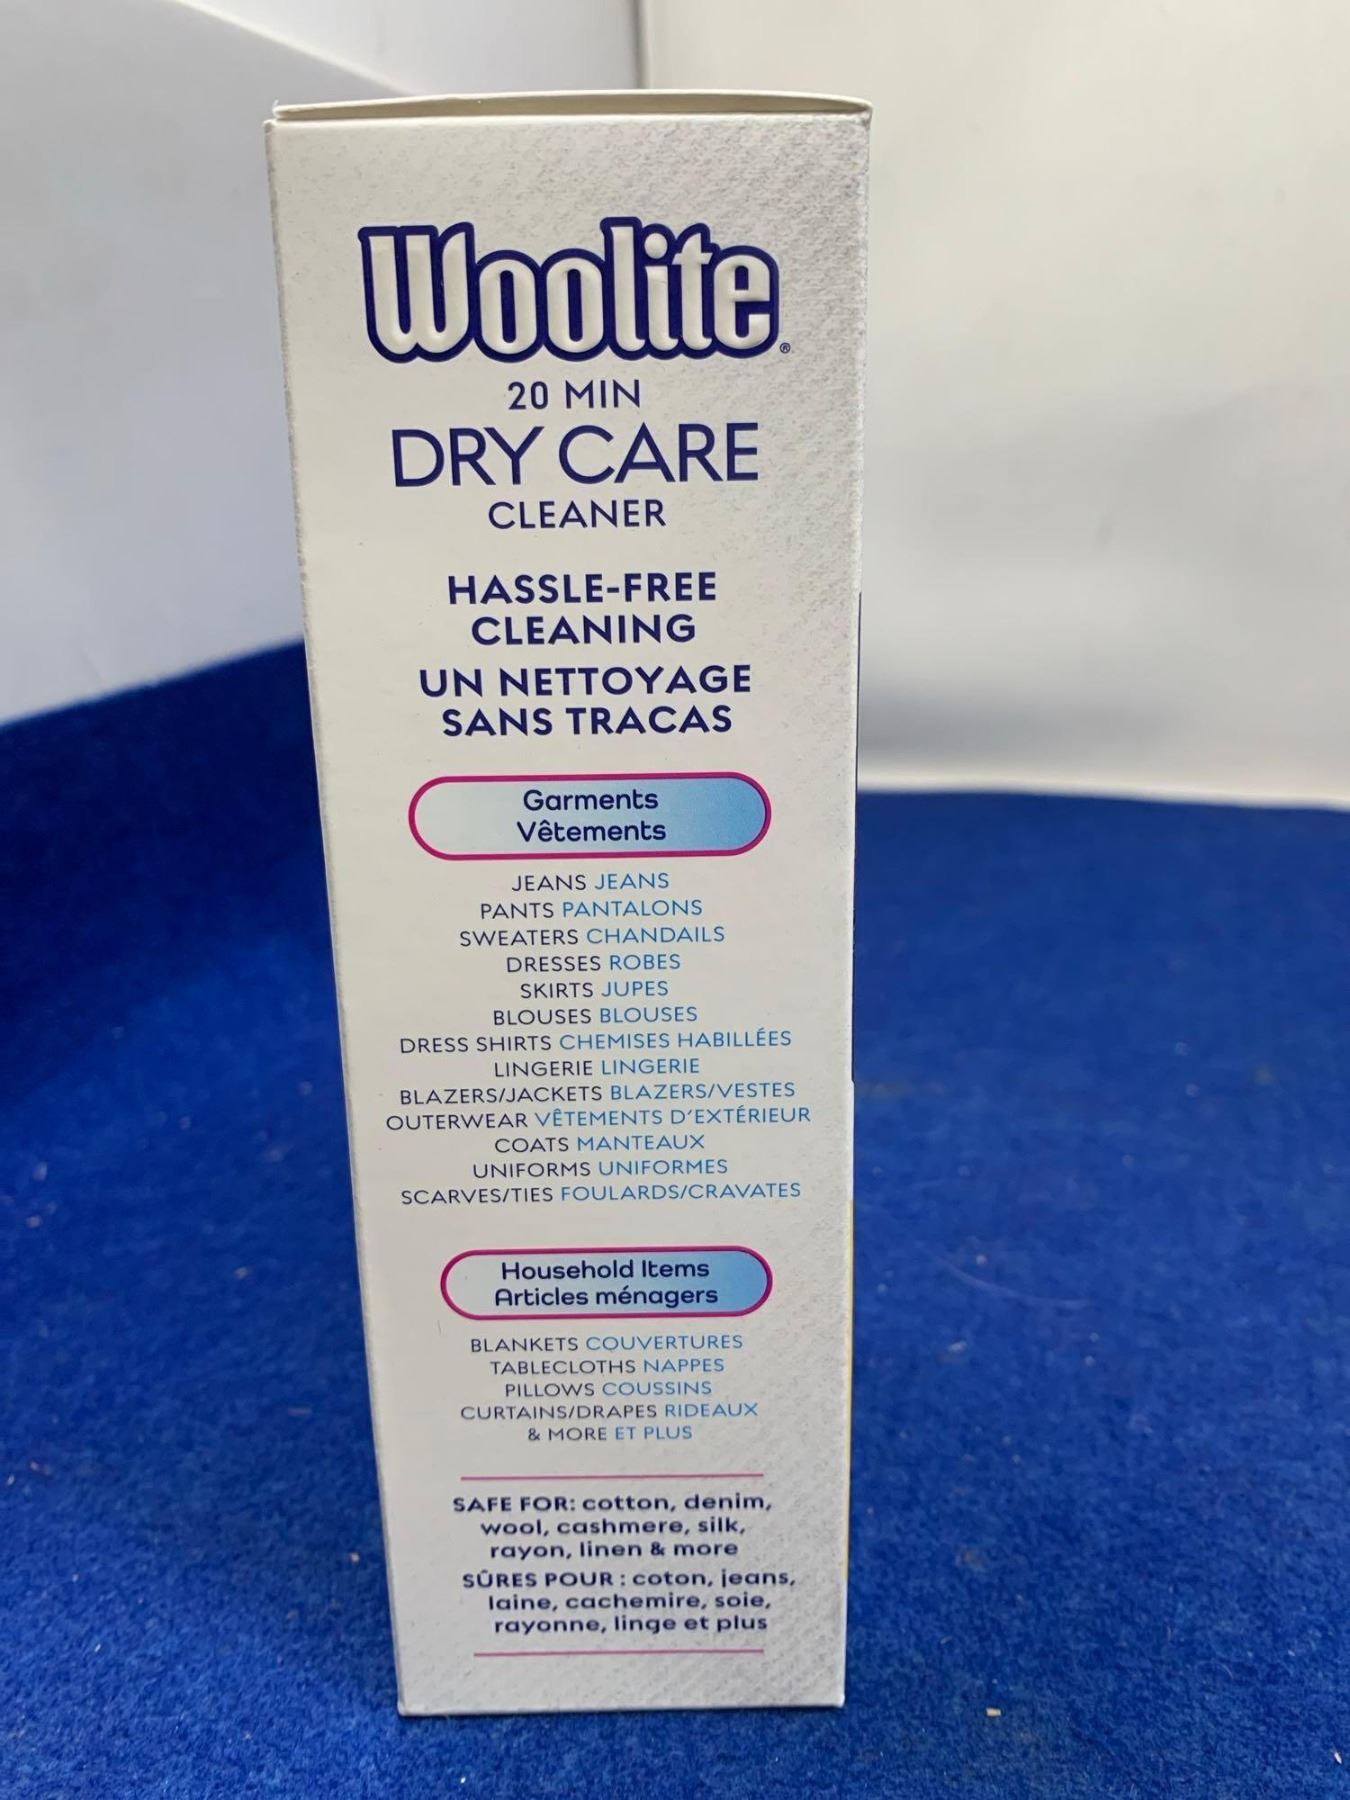 Woolite®
20 MIN
DRY CARE
CLEANER
HASSLE-FREE
CLEANING
UN NETTOYAGE
SANS TRACAS
Garments
Vêtements
JEANS JEANS
PANTS PANTALONS
SWEATERS CHANDAILS
DRESSES ROBES
SKIRTS JUPES
BLOUSES BLOUSES
DRESS SHIRTS CHEMISES HABILLÉES
LINGERIE LINGERIE
BLAZERS/JACKETS BLAZERS/VESTES
OUTERWEAR VÊTEMENTS D'EXTÉRIEUR
COATS MANTEAUX
UNIFORMS UNIFORMES
SCARVES/TIES FOULARDS/CRAVATES
Household Items
Articles ménagers
BLANKETS COUVERTURES
TABLECLOTHS NAPPES
PILLOWS COUSSINS
CURTAINS/DRAPES RIDEAUX
& MORE ET PLUS
SAFE FOR: cotton, denim,
wool, cashmere, silk,
rayon, linen & more
SÛRES POUR : coton, jeans,
laine, cachemire, soie,
rayonne, linge et plus